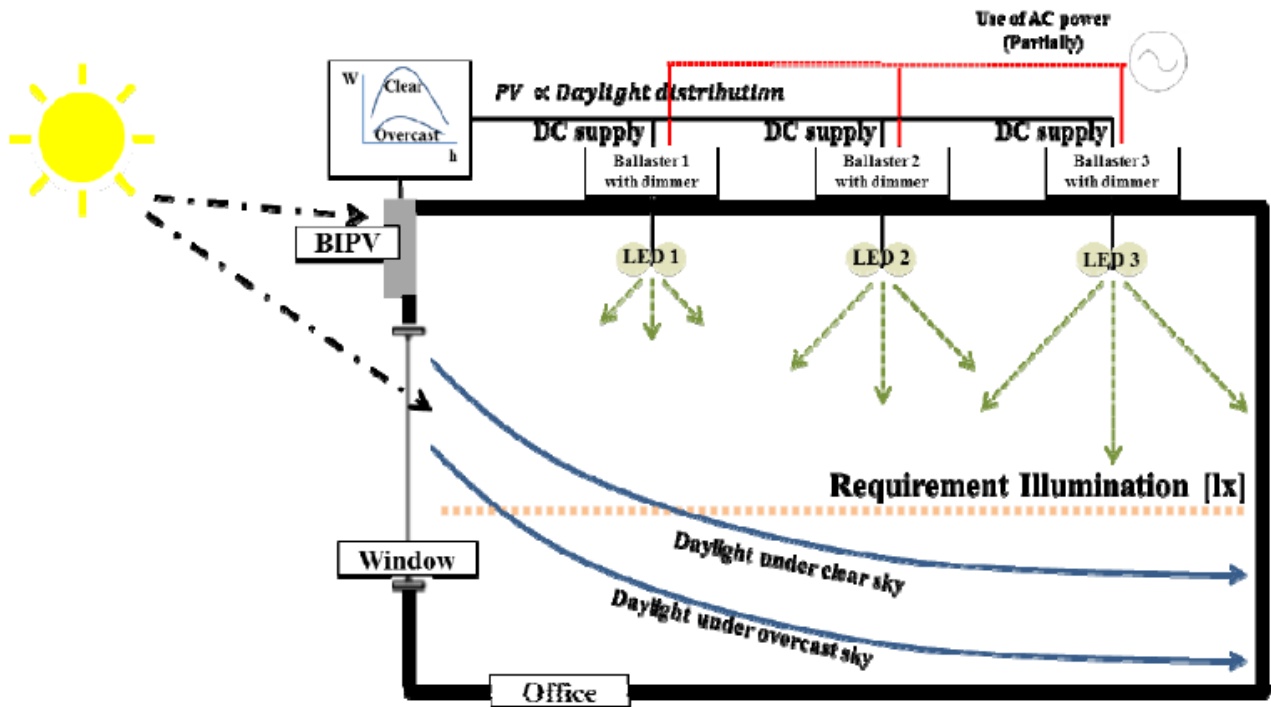 Use of AC power
(Partially)
W
Clear
Overcast
h
PV ∝ Daylight distribution
DC supply
DC supply
DC supply
Ballaster 1
with dimmer
Ballaster 2
with dimmer
Ballaster 3
with dimmer
BIPV
LED 1
LED 2
LED 3
Requirement Illumination [lx]
Daylight under clear sky
Window
Daylight under overcast sky
Office